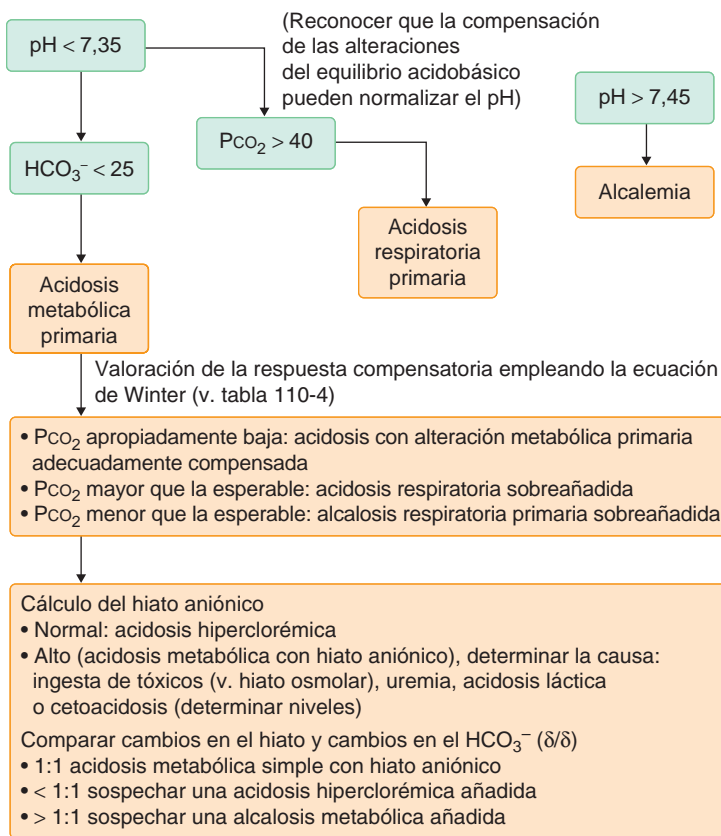 pH < 7,35
(Reconocer que la compensación
de las alteraciones
del equilibrio acidobásico
pueden normalizar el pH)
pH > 7,45
PCO₂ > 40
HCO₃⁻ < 25
Alcalemia
Acidosis
respiratoria
primaria
Acidosis
metabólica
primaria
Valoración de la respuesta compensatoria empleando la ecuación
de Winter (v. tabla 110-4)
• PCO₂ apropiadamente baja: acidosis con alteración metabólica primaria
adecuadamente compensada
• PCO₂ mayor que la esperable: acidosis respiratoria sobreañadida
• PCO₂ menor que la esperable: alcalosis respiratoria primaria sobreañadida
Cálculo del hiato aniónico
• Normal: acidosis hiperclorémica
• Alto (acidosis metabólica con hiato aniónico), determinar la causa:
ingesta de tóxicos (v. hiato osmolar), uremia, acidosis láctica
o cetoacidosis (determinar niveles)
Comparar cambios en el hiato y cambios en el HCO₃⁻ (δ/δ)
• 1:1 acidosis metabólica simple con hiato aniónico
• < 1:1 sospechar una acidosis hiperclorémica añadida
• > 1:1 sospechar una alcalosis metabólica añadida